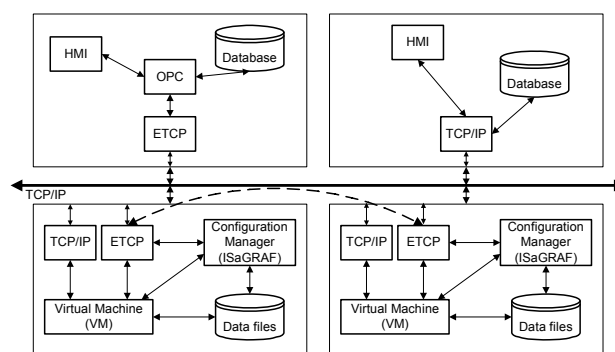 HMI
OPC
Database
ETCP
HMI
Database
TCP/IP
TCP/IP
TCP/IP
ETCP
Configuration
Manager
(ISaGRAF)
Virtual Machine
(VM)
Data files
TCP/IP
ETCP
Configuration
Manager
(ISaGRAF)
Virtual Machine
(VM)
Data files